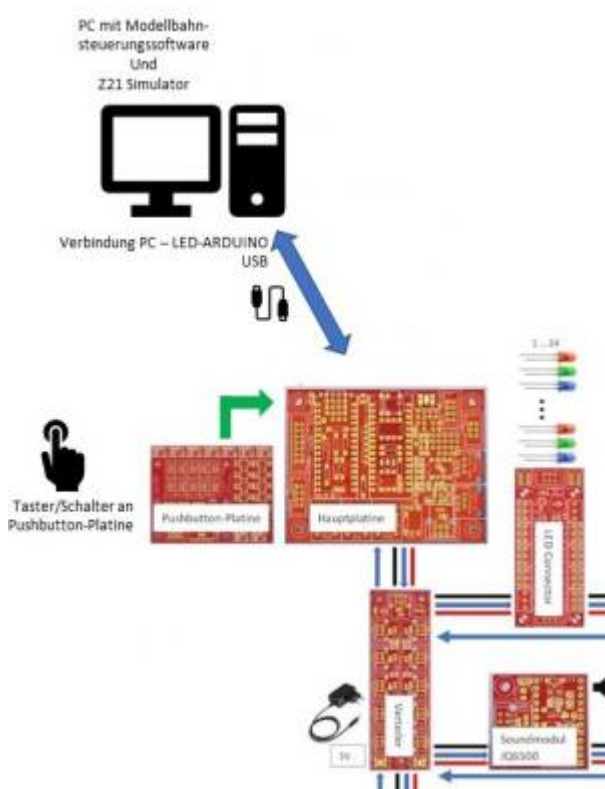 PC mit Modellbahn-
steuerungssoftware
Und
Z21 Simulator
Verbindung PC – LED-ARDUINO
USB
1 ... 24
Taster/Schalter an
Pushbutton-Platine
Pushbutton-Platine
Hauptplatine
LED Connector
Verteiler
Soundmodul
JQ6500